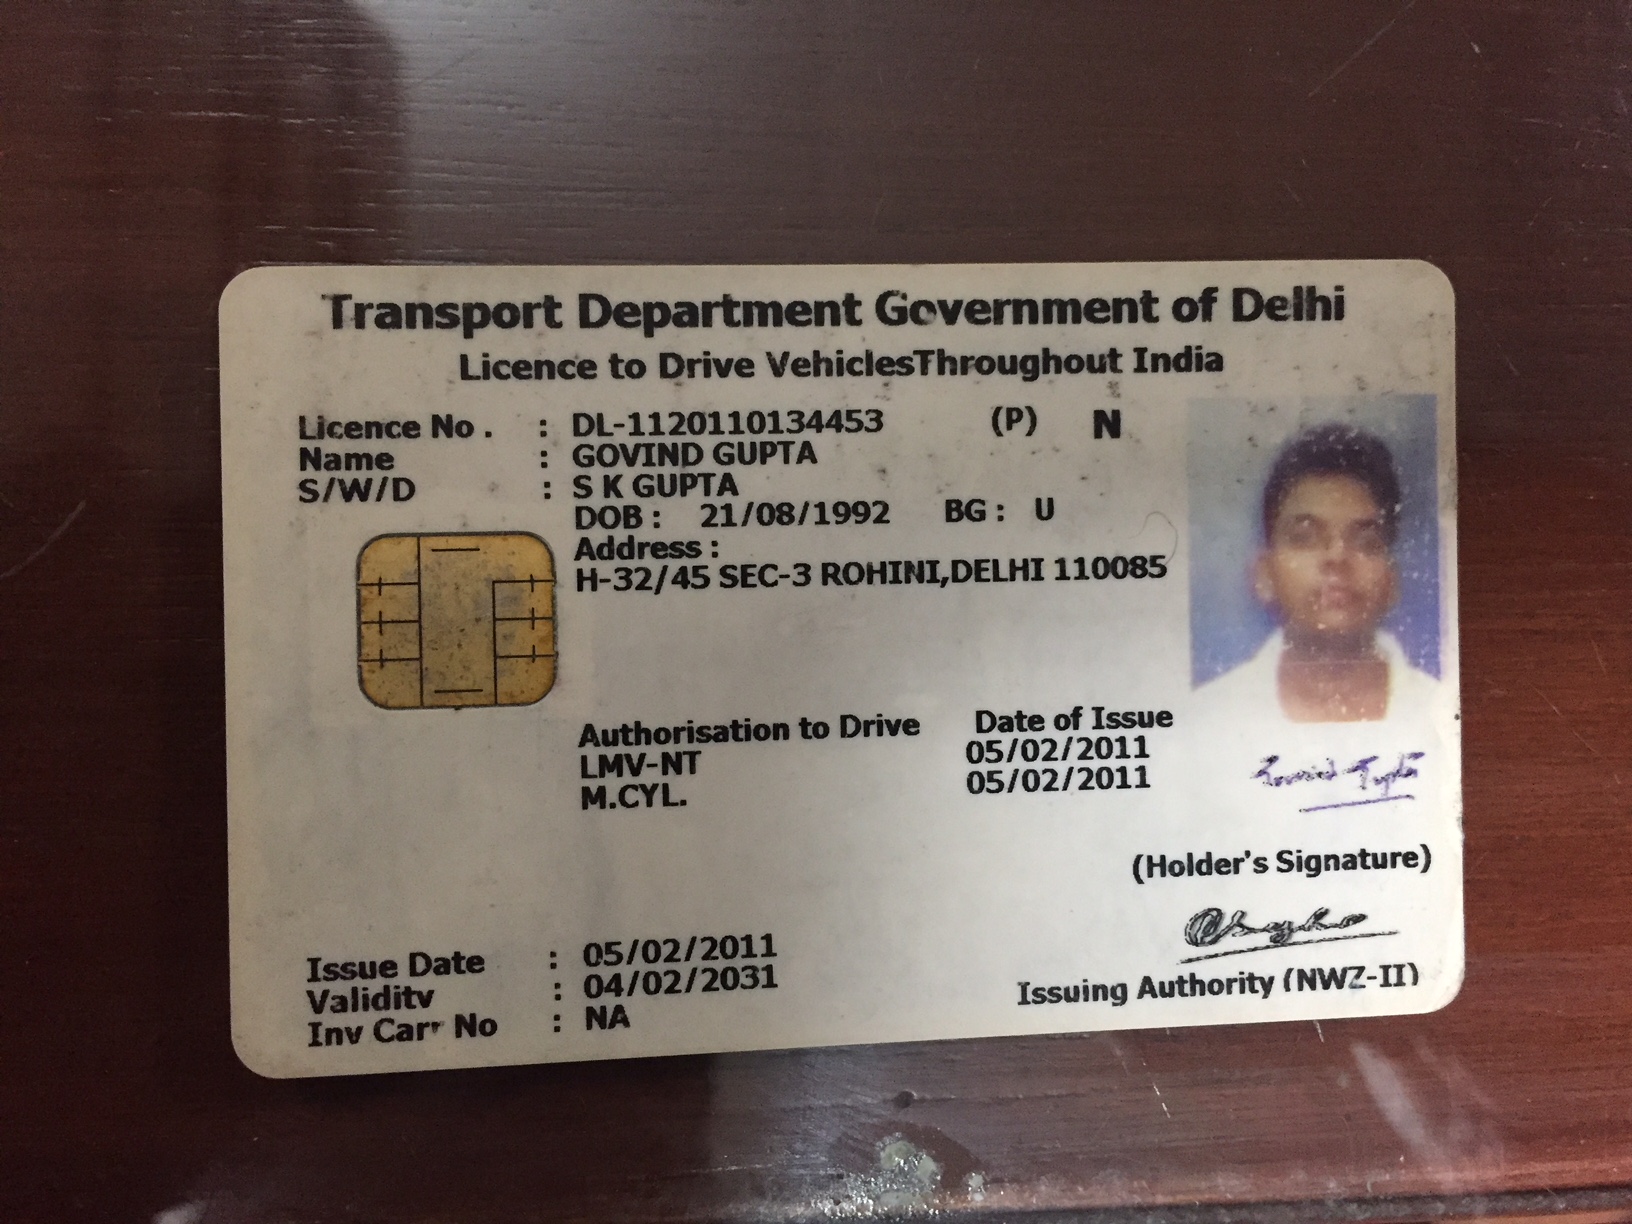 Transport Department Government of Delhi
Licence to Drive VehiclesThroughout India
Licence No. : DL-1120110134453 (P) N
Name : GOVIND GUPTA
S/W/D : S K GUPTA
DOB : 21/08/1992 BG : U
Address :
H-32/45 SEC-3 ROHINI,DELHI 110085
Authorisation to Drive Date of Issue
LMV-NT 05/02/2011
M.CYL. 05/02/2011
(Holder's Signature)
Issue Date : 05/02/2011
Validity : 04/02/2031
Inv Carr No : NA
Issuing Authority (NWZ-II)